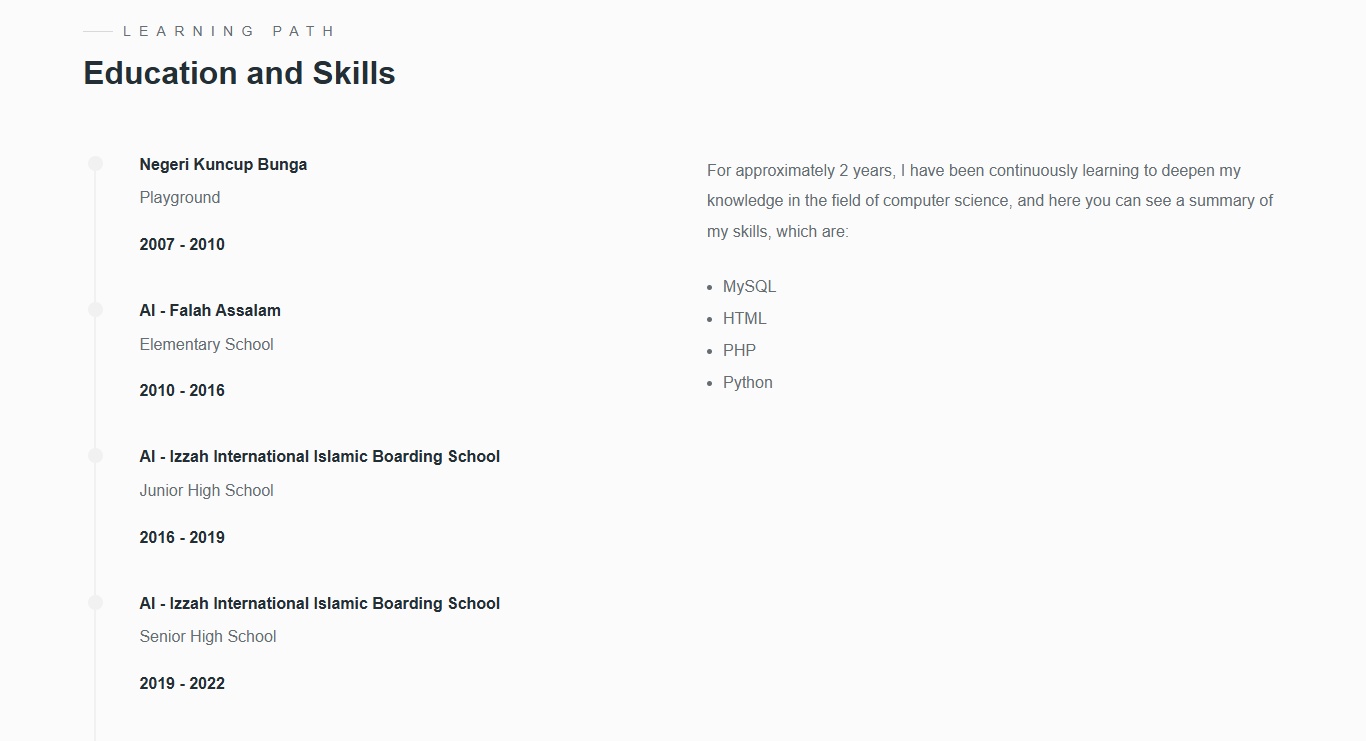 LEARNING PATH
Education and Skills
Negeri Kuncup Bunga
Playground
2007 - 2010
Al - Falah Assalam
Elementary School
2010 - 2016
Al - Izzah International Islamic Boarding School
Junior High School
2016 - 2019
Al - Izzah International Islamic Boarding School
Senior High School
2019 - 2022
For approximately 2 years, I have been continuously learning to deepen my
knowledge in the field of computer science, and here you can see a summary of
my skills, which are:
• MySQL
• HTML
• PHP
• Python